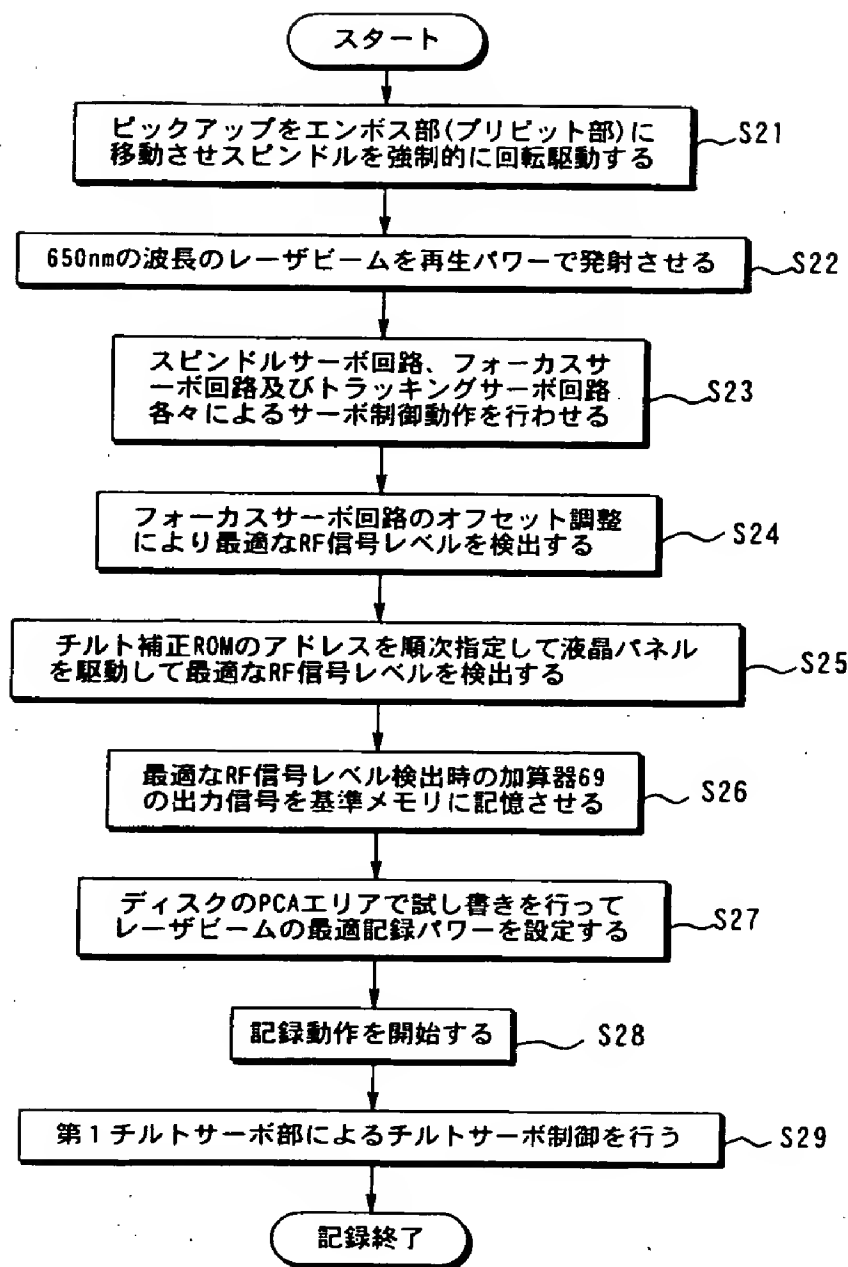 スタート
ピックアップをエンボス部(プリピット部)に
移動させスピンドルを強制的に回転駆動する
S21
650nmの波長のレーザビームを再生パワーで発射させる
S22
スピンドルサーボ回路、フォーカスサ
ーボ回路及びトラッキングサーボ回路
各々によるサーボ制御動作を行わせる
S23
フォーカスサーボ回路のオフセット調整
により最適なRF信号レベルを検出する
S24
チルト補正ROMのアドレスを順次指定して液晶パネル
を駆動して最適なRF信号レベルを検出する
S25
最適なRF信号レベル検出時の加算器69
の出力信号を基準メモリに記憶させる
S26
ディスクのPCAエリアで試し書きを行って
レーザビームの最適記録パワーを設定する
S27
記録動作を開始する
S28
第1チルトサーボ部によるチルトサーボ制御を行う
S29
記録終了